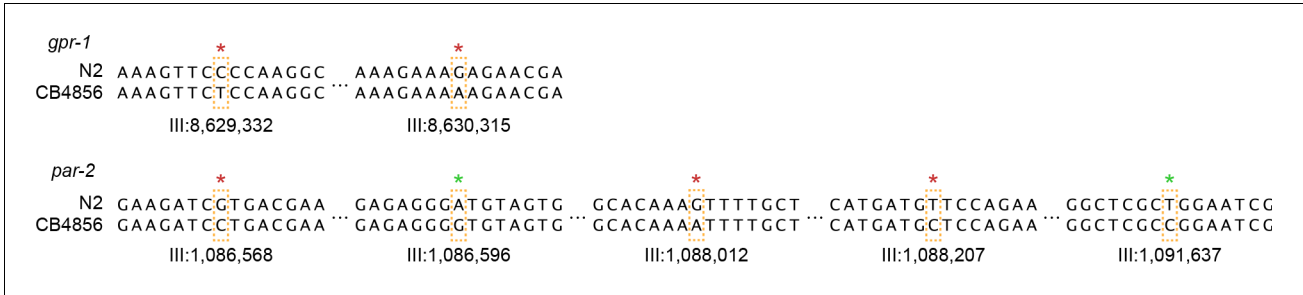 gpr-1
* *
N2 AAAGTTCCCCAAGGC ... AAAGAAAGAGAACGA
CB4856 AAAGTTCTCCAAGGC ... AAAGAAAAAGAACGA
III:8,629,332 III:8,630,315
par-2
* * * * *
N2 GAAGATCGTGACGAA ... GAGAGGGATGTAGTG ... GCACAAAGTTTTGCT ... CATGATGTTCCAGAA ... GGCTCGCTGGAATCG
CB4856 GAAGATCCTGACGAA ... GAGAGGGGTGTAGTG ... GCACAAAATTTTGCT ... CATGATGCTCCAGAA ... GGCTCGCCGGAATCG
III:1,086,568 III:1,086,596 III:1,088,012 III:1,088,207 III:1,091,637